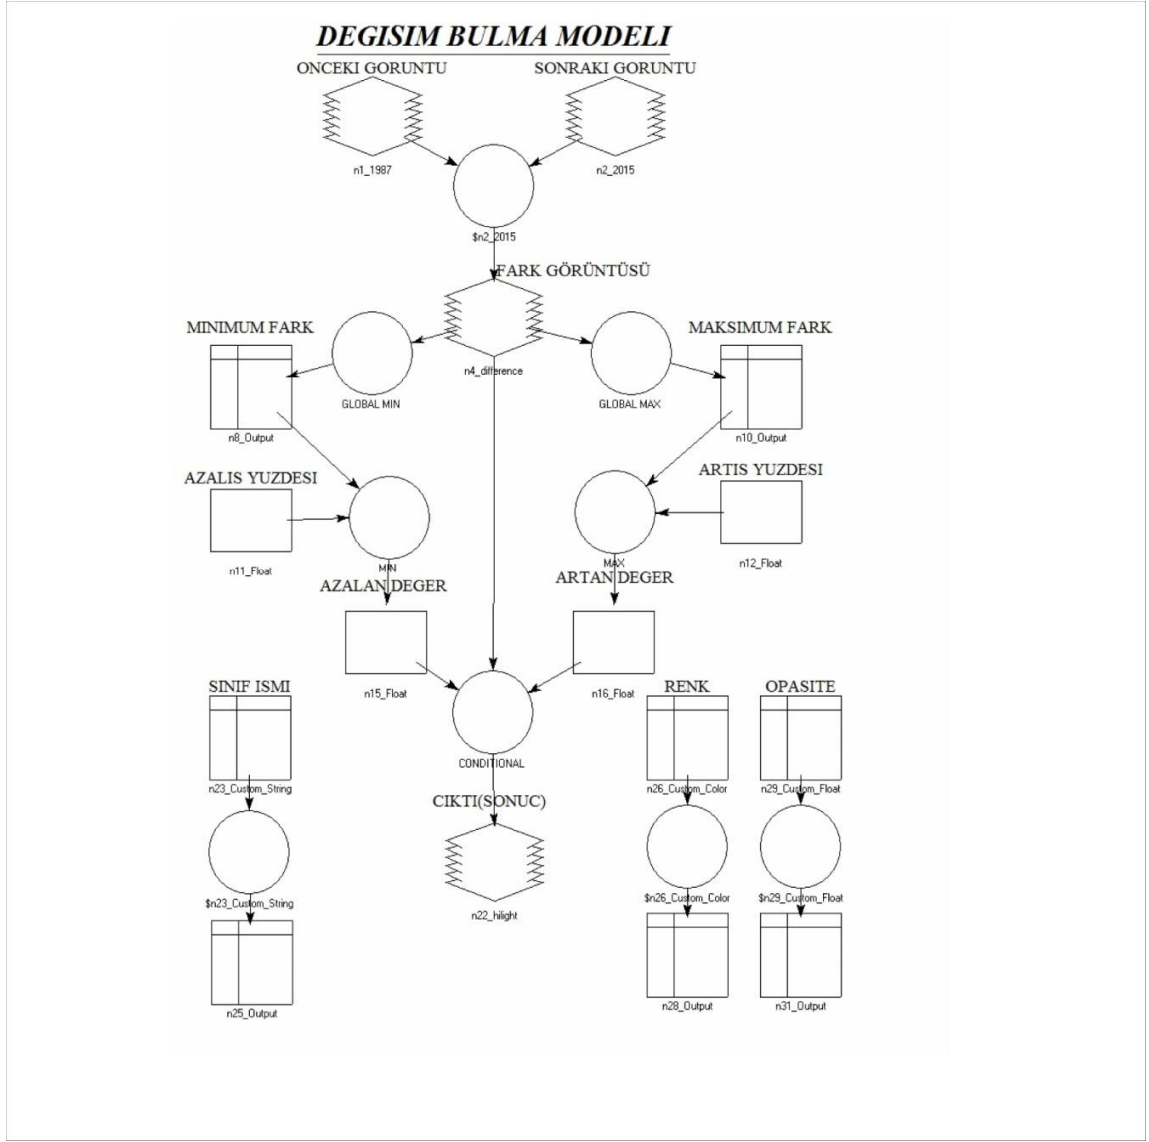 DEGISIM BULMA MODELI
ONCEKI GORUNTU
SONRAKI GORUNTU
n1_1987
n2_2015
$n2_2015
FARK GÖRÜNTÜSÜ
MINIMUM FARK
MAKSIMUM FARK
n4_difference
GLOBAL MIN
GLOBAL MAX
n8_Output
n10_Output
AZALIS YUZDESI
ARTIS YUZDESI
n11_Float
MIN
MAX
n12_Float
AZALAN DEGER
ARTAN DEGER
n15_Float
n16_Float
SINIF ISMI
RENK
OPASITE
CONDITIONAL
n23_Custom_String
n26_Custom_Color
n29_Custom_Float
CIKTI(SONUC)
$n23_Custom_String
n22_hilight
$n26_Custom_Color
$n29_Custom_Float
n25_Output
n28_Output
n31_Output